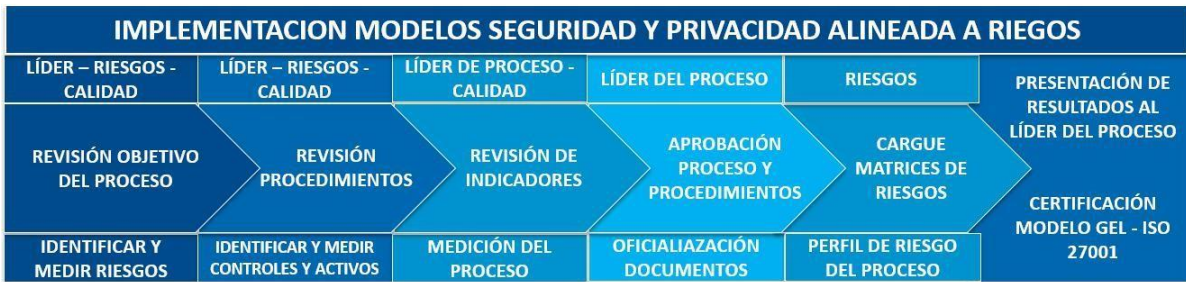 IMPLEMENTACION MODELOS SEGURIDAD Y PRIVACIDAD ALINEADA A RIEGOS
LÍDER – RIESGOS -
CALIDAD
LÍDER – RIESGOS -
CALIDAD
LÍDER DE PROCESO -
CALIDAD
LÍDER DEL PROCESO
RIESGOS
REVISIÓN OBJETIVO
DEL PROCESO
REVISIÓN
PROCEDIMIENTOS
REVISIÓN DE
INDICADORES
APROBACIÓN
PROCESO Y
PROCEDIMIENTOS
CARGUE
MATRICES DE
RIESGOS
IDENTIFICAR Y
MEDIR RIESGOS
IDENTIFICAR Y MEDIR
CONTROLES Y ACTIVOS
MEDICIÓN DEL
PROCESO
OFICIALIAZACIÓN
DOCUMENTOS
PERFIL DE RIESGO
DEL PROCESO
PRESENTACIÓN DE
RESULTADOS AL
LÍDER DEL PROCESO
CERTIFICACIÓN
MODELO GEL - ISO
27001